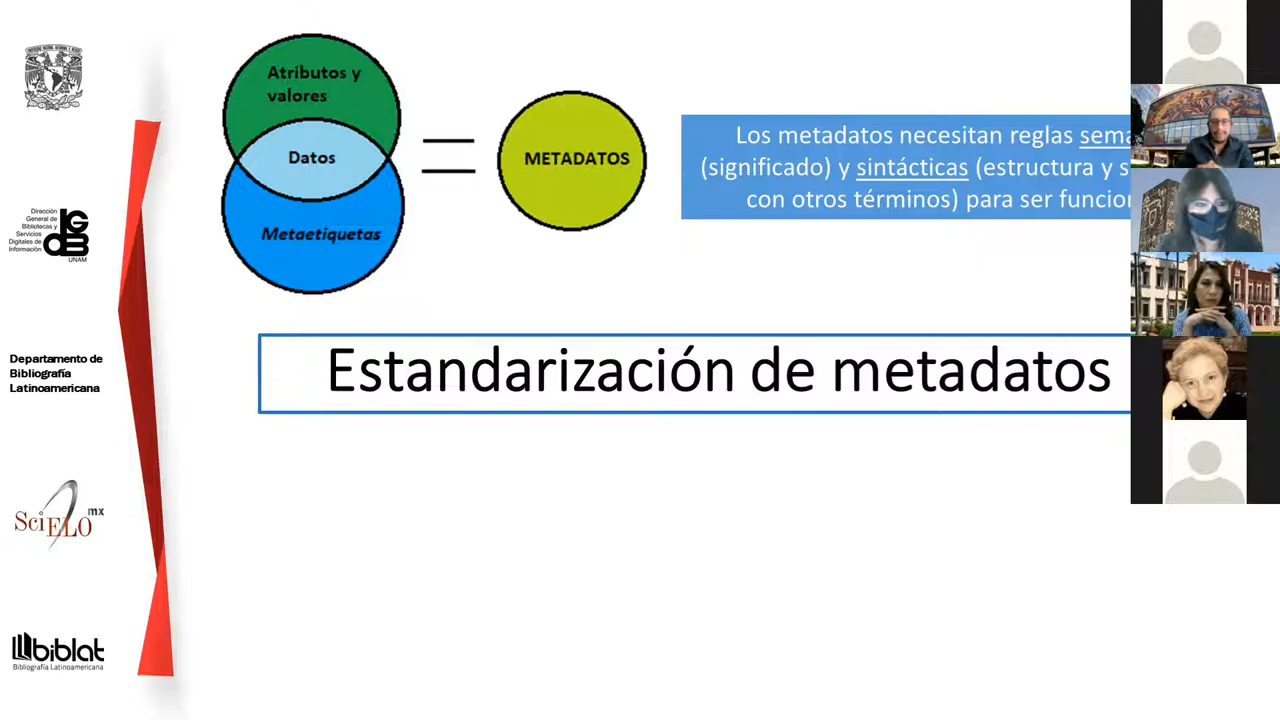 Atributos y
valores
Datos
Metaetiquetas
METADATOS
Los metadatos necesitan reglas
(significado) y sintácticas (estructura y
con otros términos) para ser
Estandarización de metadatos
Dirección
General de
Bibliotecas y
Servicios
Digitales de
Información
DGB
UNAM
Departamento de
Bibliografía
Latinoamericana
SciELO mx
biblat
Bibliografía Latinoamericana